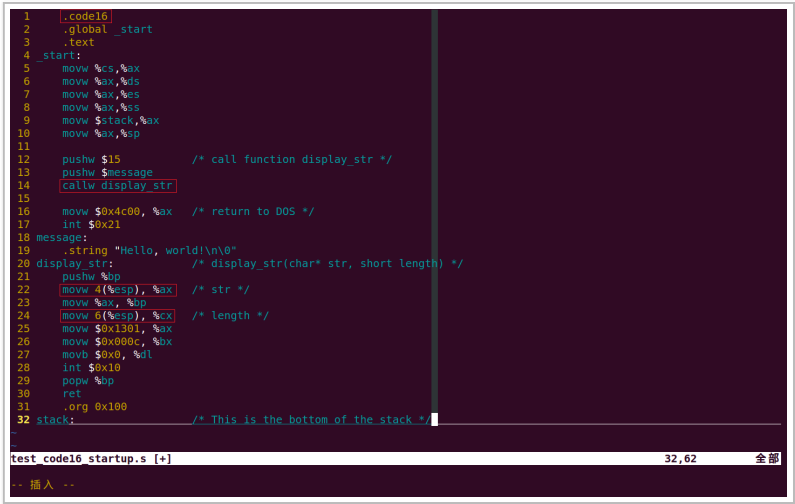 1     .code16
2     .global _start
3     .text
4 _start:
5     movw %cs,%ax
6     movw %ax,%ds
7     movw %ax,%es
8     movw %ax,%ss
9     movw $stack,%ax
10     movw %ax,%sp
11
12     pushw $15           /* call function display_str */
13     pushw $message
14     callw display_str
15
16     movw $0x4c00, %ax   /* return to DOS */
17     int $0x21
18 message:
19     .string "Hello, world!\n\0"
20 display_str:            /* display_str(char* str, short length) */
21     pushw %bp
22     movw 4(%esp), %ax   /* str */
23     movw %ax, %bp
24     movw 6(%esp), %cx   /* length */
25     movw $0x1301, %ax
26     movw $0x000c, %bx
27     movb $0x0, %dl
28     int $0x10
29     popw %bp
30     ret
31     .org 0x100
32 stack:                  /* This is the bottom of the stack */
~
~
test_code16_startup.s [+]                32,62                全部
-- 插入 --